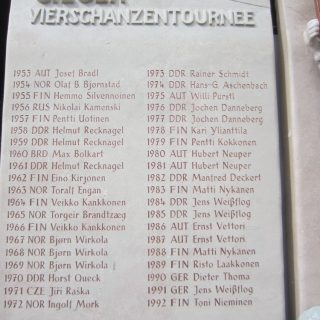 SIEGER
VIERSCHANZENTOURNEE
1953 AUT Josef Bradl
1954 NOR Olaf B. Bjørnstad
1955 FIN Hemmo Silvennoinen
1956 RUS Nikolai Kamenski
1957 FIN Pentti Uotinen
1958 DDR Helmut Recknagel
1959 DDR Helmut Recknagel
1960 BRD Max Bolkart
1961 DDR Helmut Recknagel
1962 FIN Eino Kirjonen
1963 NOR Toralf Engan
1964 FIN Veikko Kankkonen
1965 NOR Torgeir Brandtzæg
1966 FIN Veikko Kankkonen
1967 NOR Bjørn Wirkola
1968 NOR Bjørn Wirkola
1969 NOR Bjørn Wirkola
1970 DDR Horst Queck
1971 CZE Jiři Raška
1972 NOR Ingolf Mork
1973 DDR Rainer Schmidt
1974 DDR Hans-G. Aschenbach
1975 AUT Willi Pürstl
1976 DDR Jochen Danneberg
1977 DDR Jochen Danneberg
1978 FIN Kari Ylianttila
1979 FIN Pentti Kokkonen
1980 AUT Hubert Neuper
1981 AUT Hubert Neuper
1982 DDR Manfred Deckert
1983 FIN Matti Nykänen
1984 DDR Jens Weißflog
1985 DDR Jens Weißflog
1986 AUT Ernst Vettori
1987 AUT Ernst Vettori
1988 FIN Matti Nykänen
1989 FIN Risto Laakkonen
1990 GER Dieter Thoma
1991 GER Jens Weißflog
1992 FIN Toni Nieminen